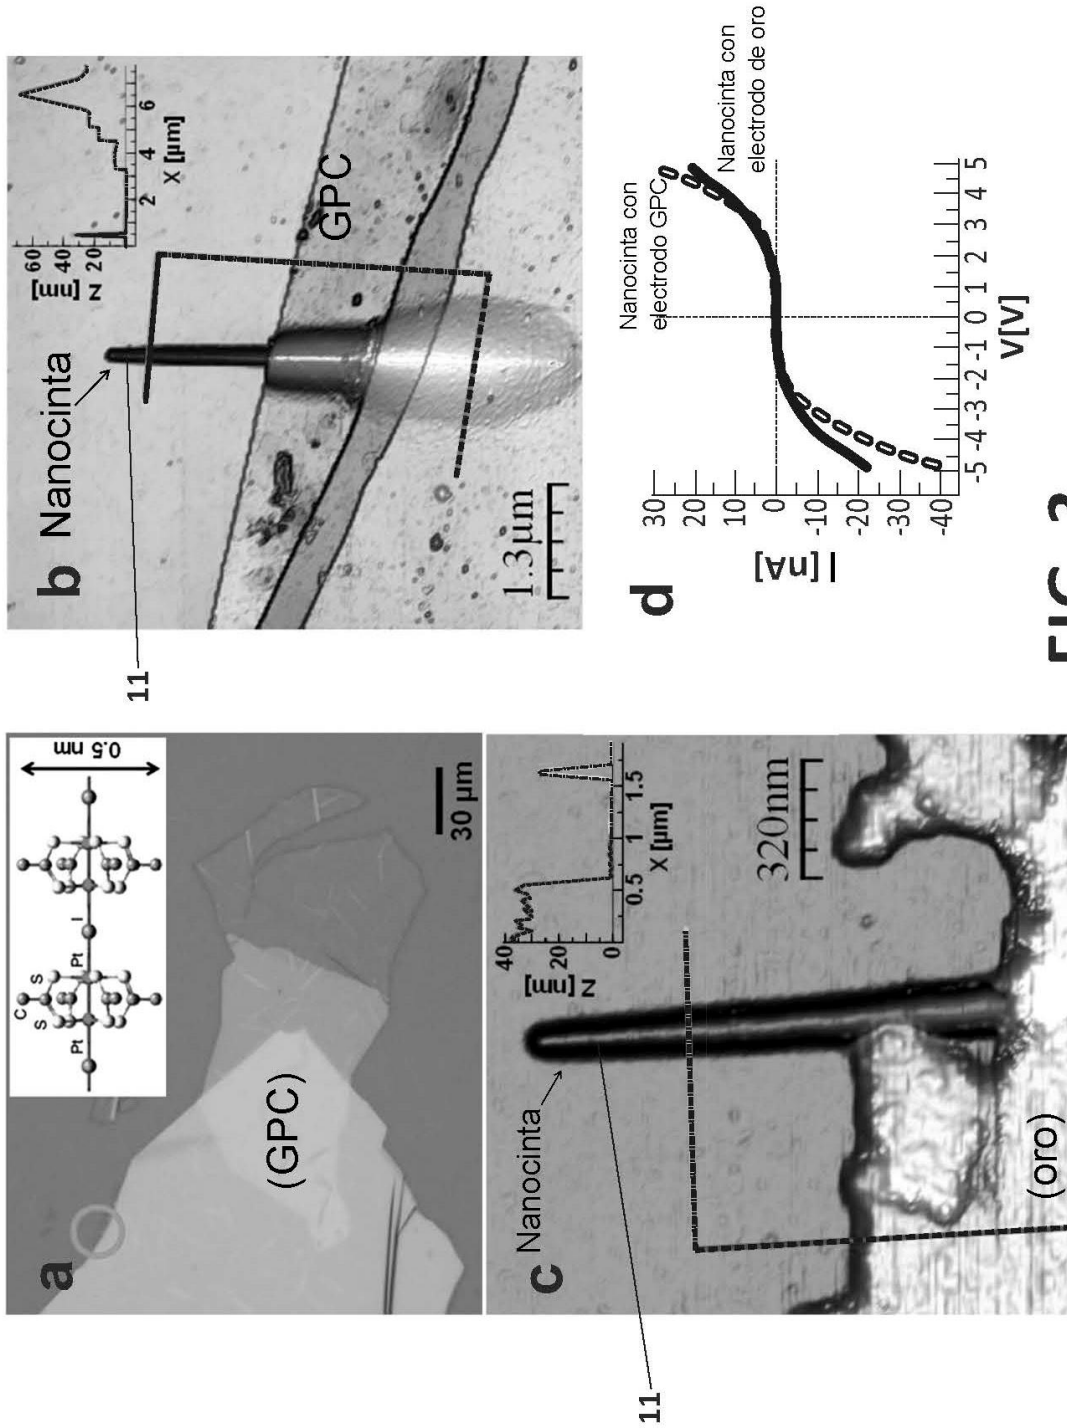 a
C
S
S
Pt
Pt
I
0.5 nm
(GPC)
30 µm
b
Nanocinta
11
GPC
1.3µm
Z
[nm]
60
40
20
2
4
6
X [µm]
c
Nanocinta
11
(oro)
320nm
Z
[nm]
40
20
0
0.5
1
1.5
X [µm]
d
Nanocinta con
electrodo GPC
Nanocinta con
electrodo de oro
I [nA]
30
20
10
0
-10
-20
-30
-40
-5 -4 -3 -2 -1 0 1 2 3 4 5
V[V]